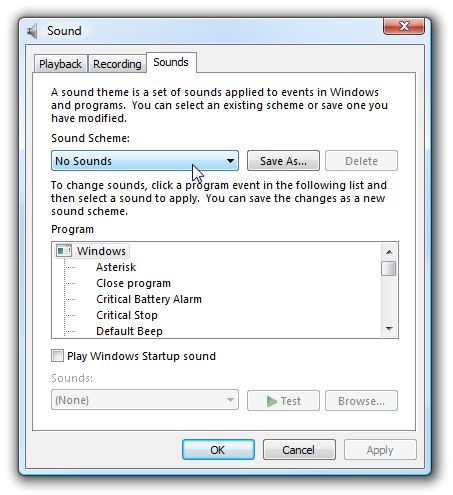 Sound
Playback Recording Sounds
A sound theme is a set of sounds applied to events in Windows
and programs. You can select an existing scheme or save one you
have modified.
Sound Scheme:
No Sounds Save As... Delete
To change sounds, click a program event in the following list and
then select a sound to apply. You can save the changes as a new
sound scheme.
Program
Windows
Asterisk
Close program
Critical Battery Alarm
Critical Stop
Default Beep
Play Windows Startup sound
Sounds:
(None) Test Browse...
OK Cancel Apply